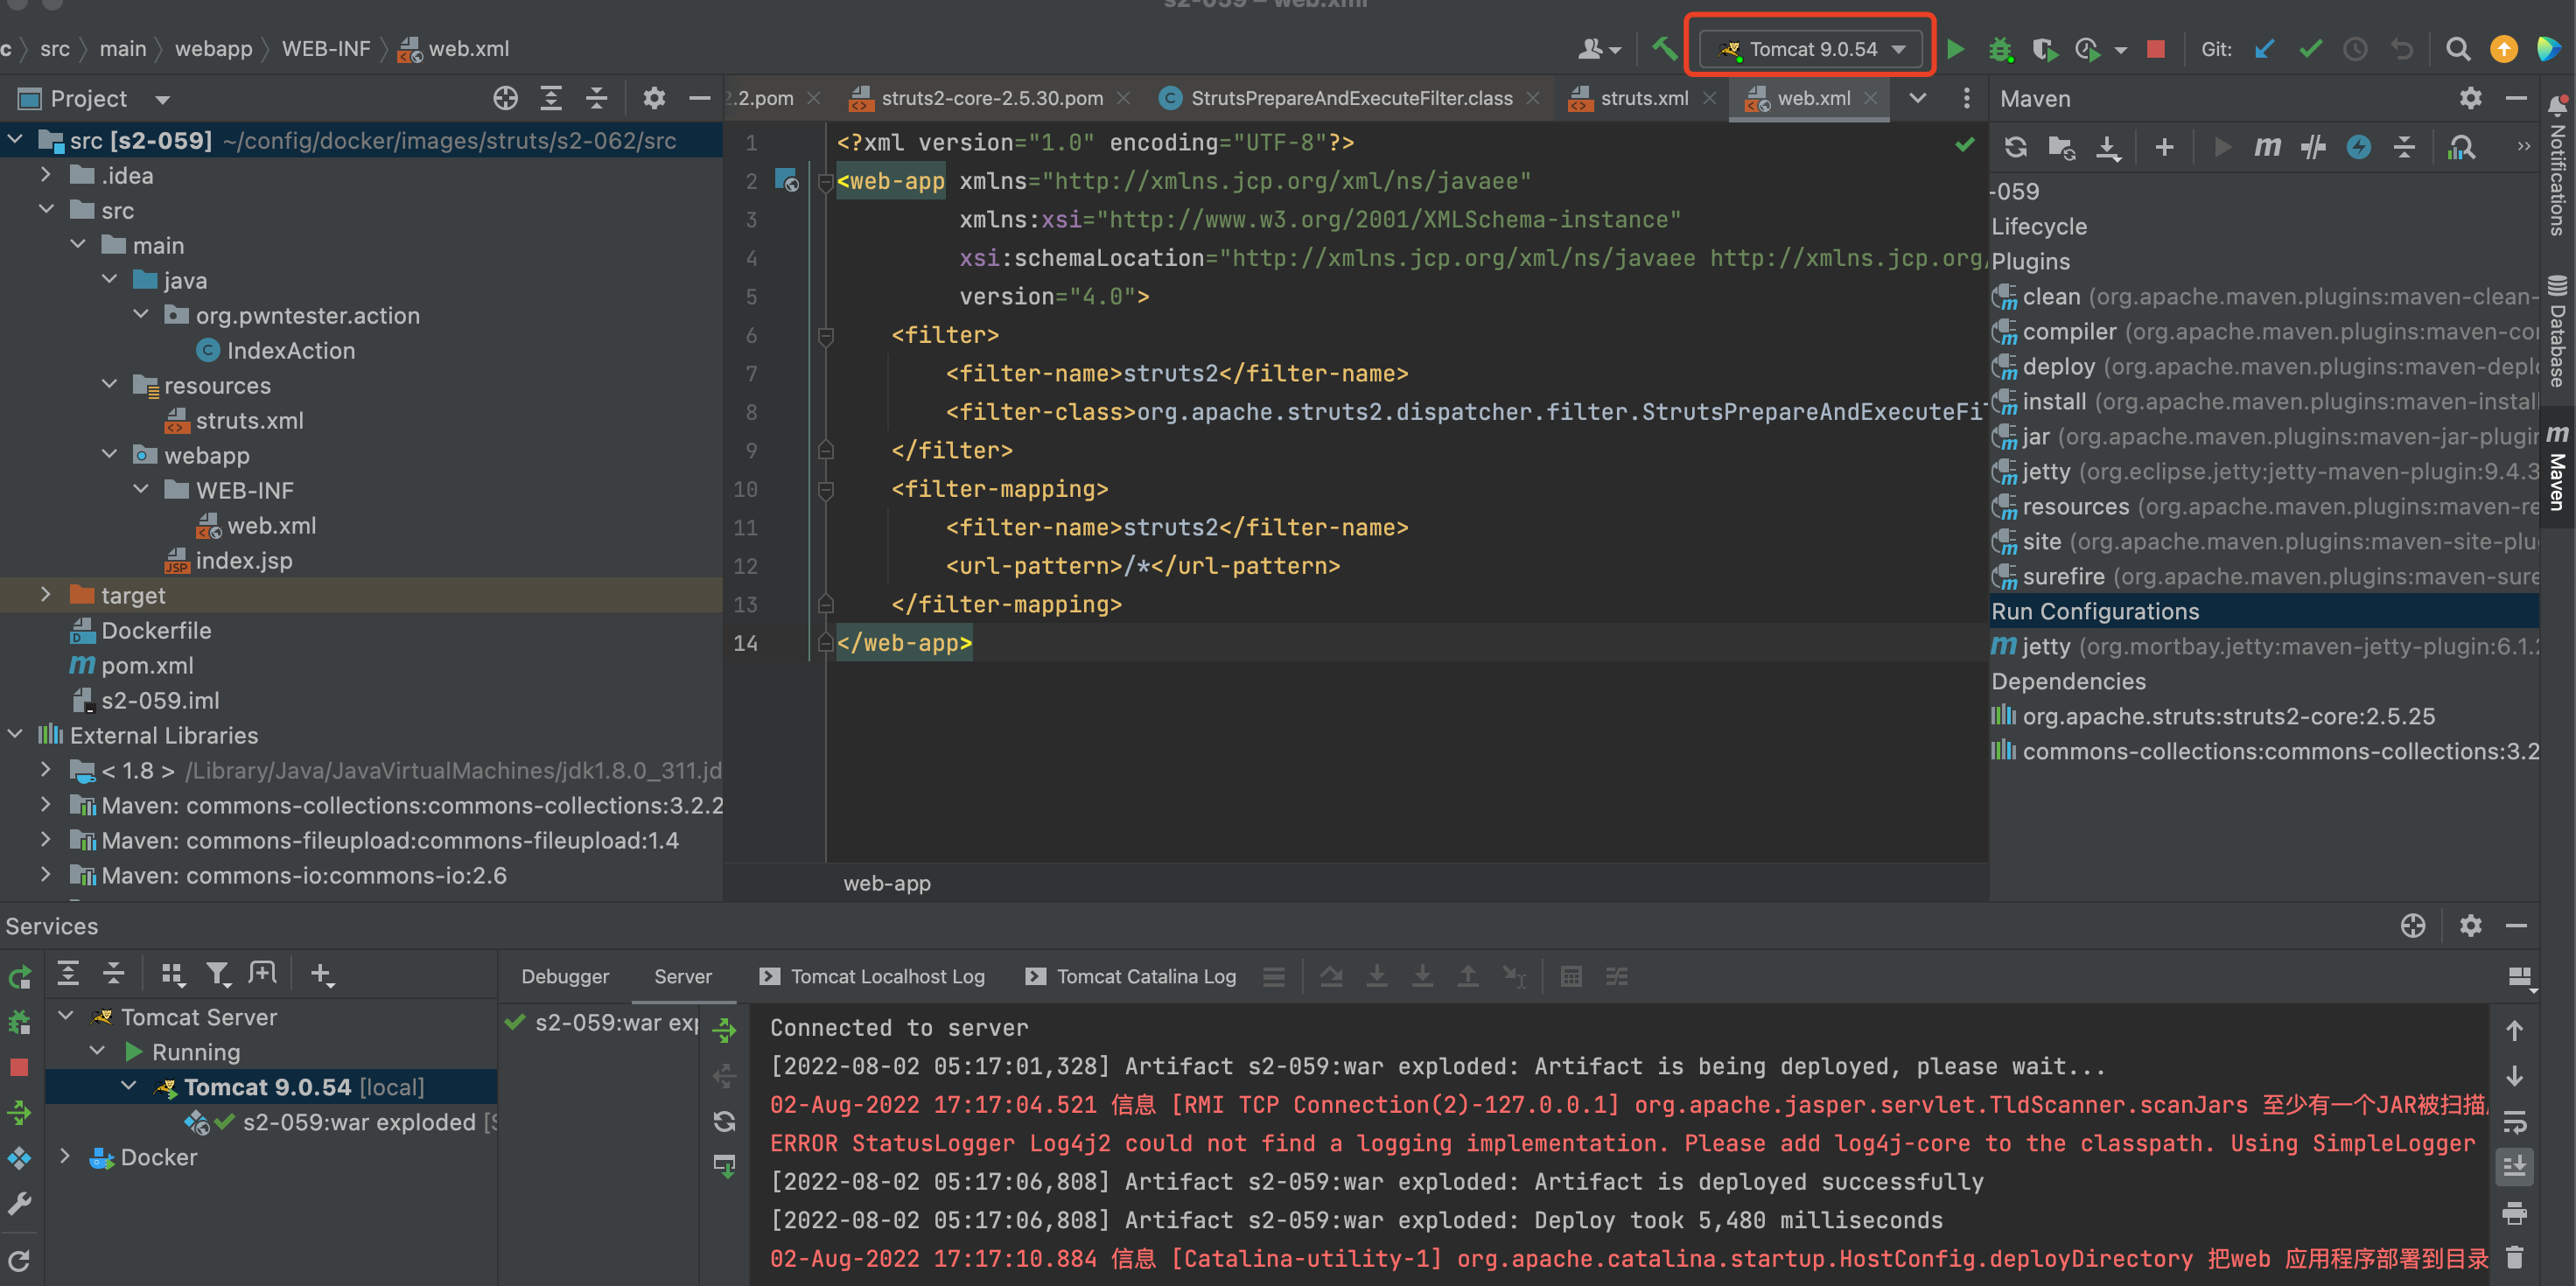 s2-059 – web.xml
c src main webapp WEB-INF web.xml
Tomcat 9.0.54
Git:
Project
2.2.pom struts2-core-2.5.30.pom StrutsPrepareAndExecuteFilter.class struts.xml web.xml
Maven
src [s2-059] ~/config/docker/images/struts/s2-062/src
.idea
src
main
java
org.pwntester.action
IndexAction
resources
struts.xml
webapp
WEB-INF
web.xml
index.jsp
target
Dockerfile
pom.xml
s2-059.iml
External Libraries
< 1.8 > /Library/Java/JavaVirtualMachines/jdk1.8.0_311.jd
Maven: commons-collections:commons-collections:3.2.2
Maven: commons-fileupload:commons-fileupload:1.4
Maven: commons-io:commons-io:2.6
1 <?xml version="1.0" encoding="UTF-8"?>
2 <web-app xmlns="http://xmlns.jcp.org/xml/ns/javaee"
3 xmlns:xsi="http://www.w3.org/2001/XMLSchema-instance"
4 xsi:schemaLocation="http://xmlns.jcp.org/xml/ns/javaee http://xmlns.jcp.org/
5 version="4.0">
6 <filter>
7 <filter-name>struts2</filter-name>
8 <filter-class>org.apache.struts2.dispatcher.filter.StrutsPrepareAndExecuteFil
9 </filter>
10 <filter-mapping>
11 <filter-name>struts2</filter-name>
12 <url-pattern>/*</url-pattern>
13 </filter-mapping>
14 </web-app>
web-app
-059
Lifecycle
Plugins
clean (org.apache.maven.plugins:maven-clean-
compiler (org.apache.maven.plugins:maven-co
deploy (org.apache.maven.plugins:maven-depl
install (org.apache.maven.plugins:maven-install
jar (org.apache.maven.plugins:maven-jar-plugi
jetty (org.eclipse.jetty:jetty-maven-plugin:9.4.3
resources (org.apache.maven.plugins:maven-re
site (org.apache.maven.plugins:maven-site-plu
surefire (org.apache.maven.plugins:maven-sure
Run Configurations
jetty (org.mortbay.jetty:maven-jetty-plugin:6.1.2
Dependencies
org.apache.struts:struts2-core:2.5.25
commons-collections:commons-collections:3.2
Notifications
Database
Maven
Services
Debugger Server Tomcat Localhost Log Tomcat Catalina Log
Tomcat Server
Running
Tomcat 9.0.54 [local]
s2-059:war exploded [S
Docker
s2-059:war exp
Connected to server
[2022-08-02 05:17:01,328] Artifact s2-059:war exploded: Artifact is being deployed, please wait...
02-Aug-2022 17:17:04.521 信息 [RMI TCP Connection(2)-127.0.0.1] org.apache.jasper.servlet.TldScanner.scanJars 至少有一个JAR被扫描
ERROR StatusLogger Log4j2 could not find a logging implementation. Please add log4j-core to the classpath. Using SimpleLogger
[2022-08-02 05:17:06,808] Artifact s2-059:war exploded: Artifact is deployed successfully
[2022-08-02 05:17:06,808] Artifact s2-059:war exploded: Deploy took 5,480 milliseconds
02-Aug-2022 17:17:10.884 信息 [Catalina-utility-1] org.apache.catalina.startup.HostConfig.deployDirectory 把web 应用程序部署到目录